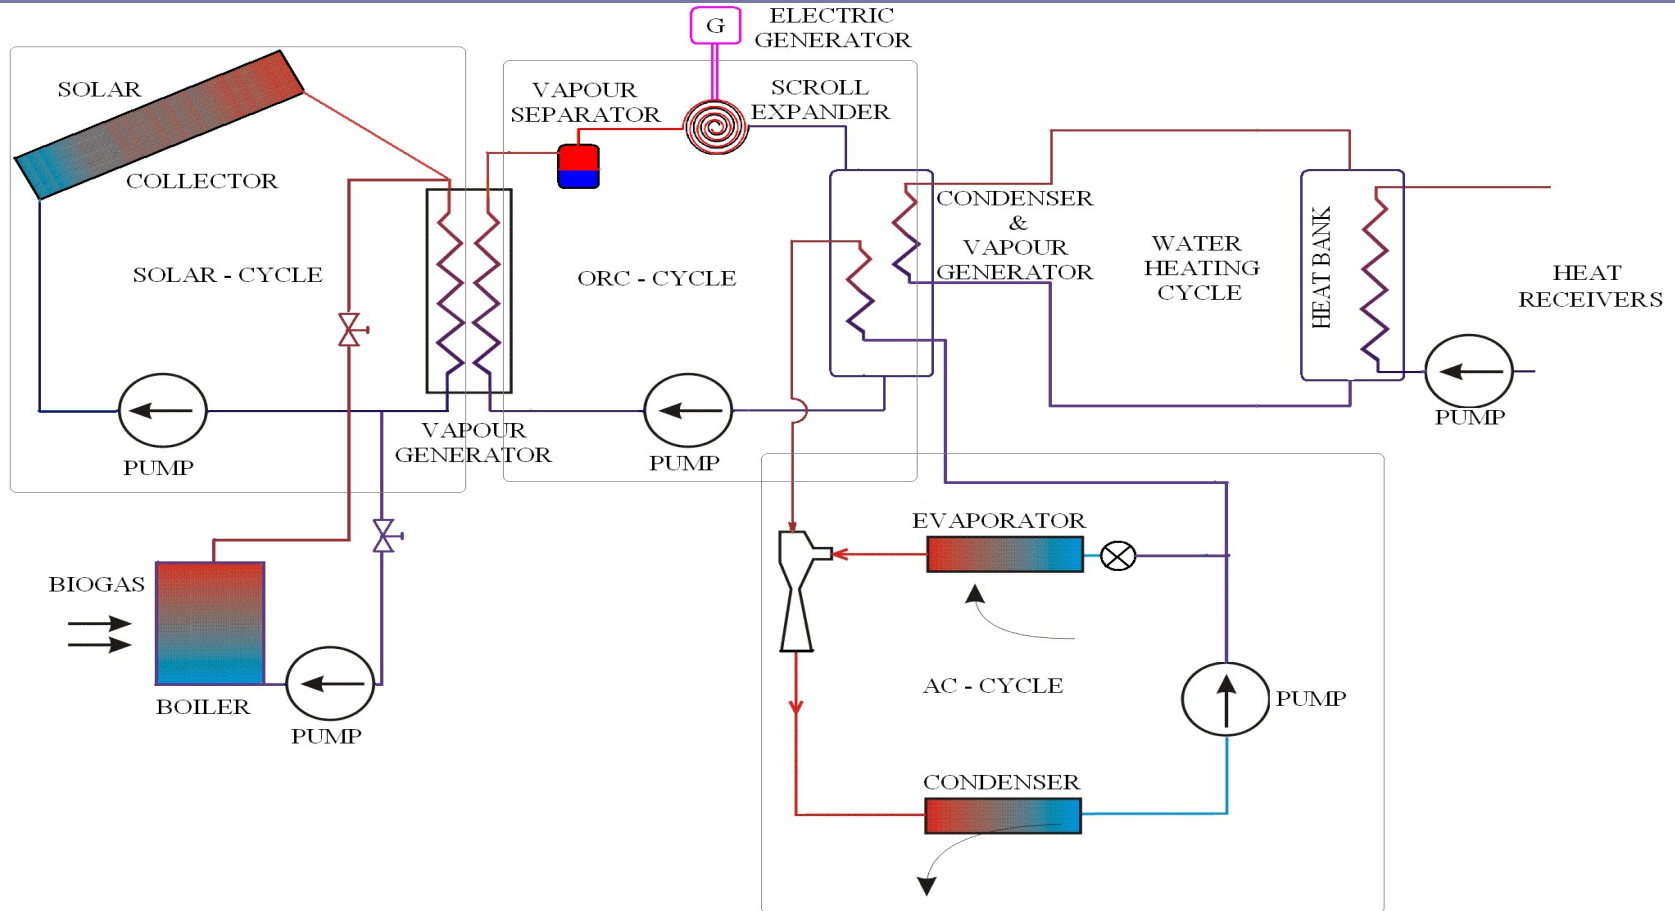 G
ELECTRIC
GENERATOR
SOLAR
COLLECTOR
VAPOUR
SEPARATOR
SCROLL
EXPANDER
SOLAR - CYCLE
ORC - CYCLE
CONDENSER
&
VAPOUR
GENERATOR
WATER
HEATING
CYCLE
HEAT BANK
HEAT
RECEIVERS
PUMP
VAPOUR
GENERATOR
PUMP
PUMP
EVAPORATOR
BIOGAS
BOILER
PUMP
AC - CYCLE
PUMP
CONDENSER